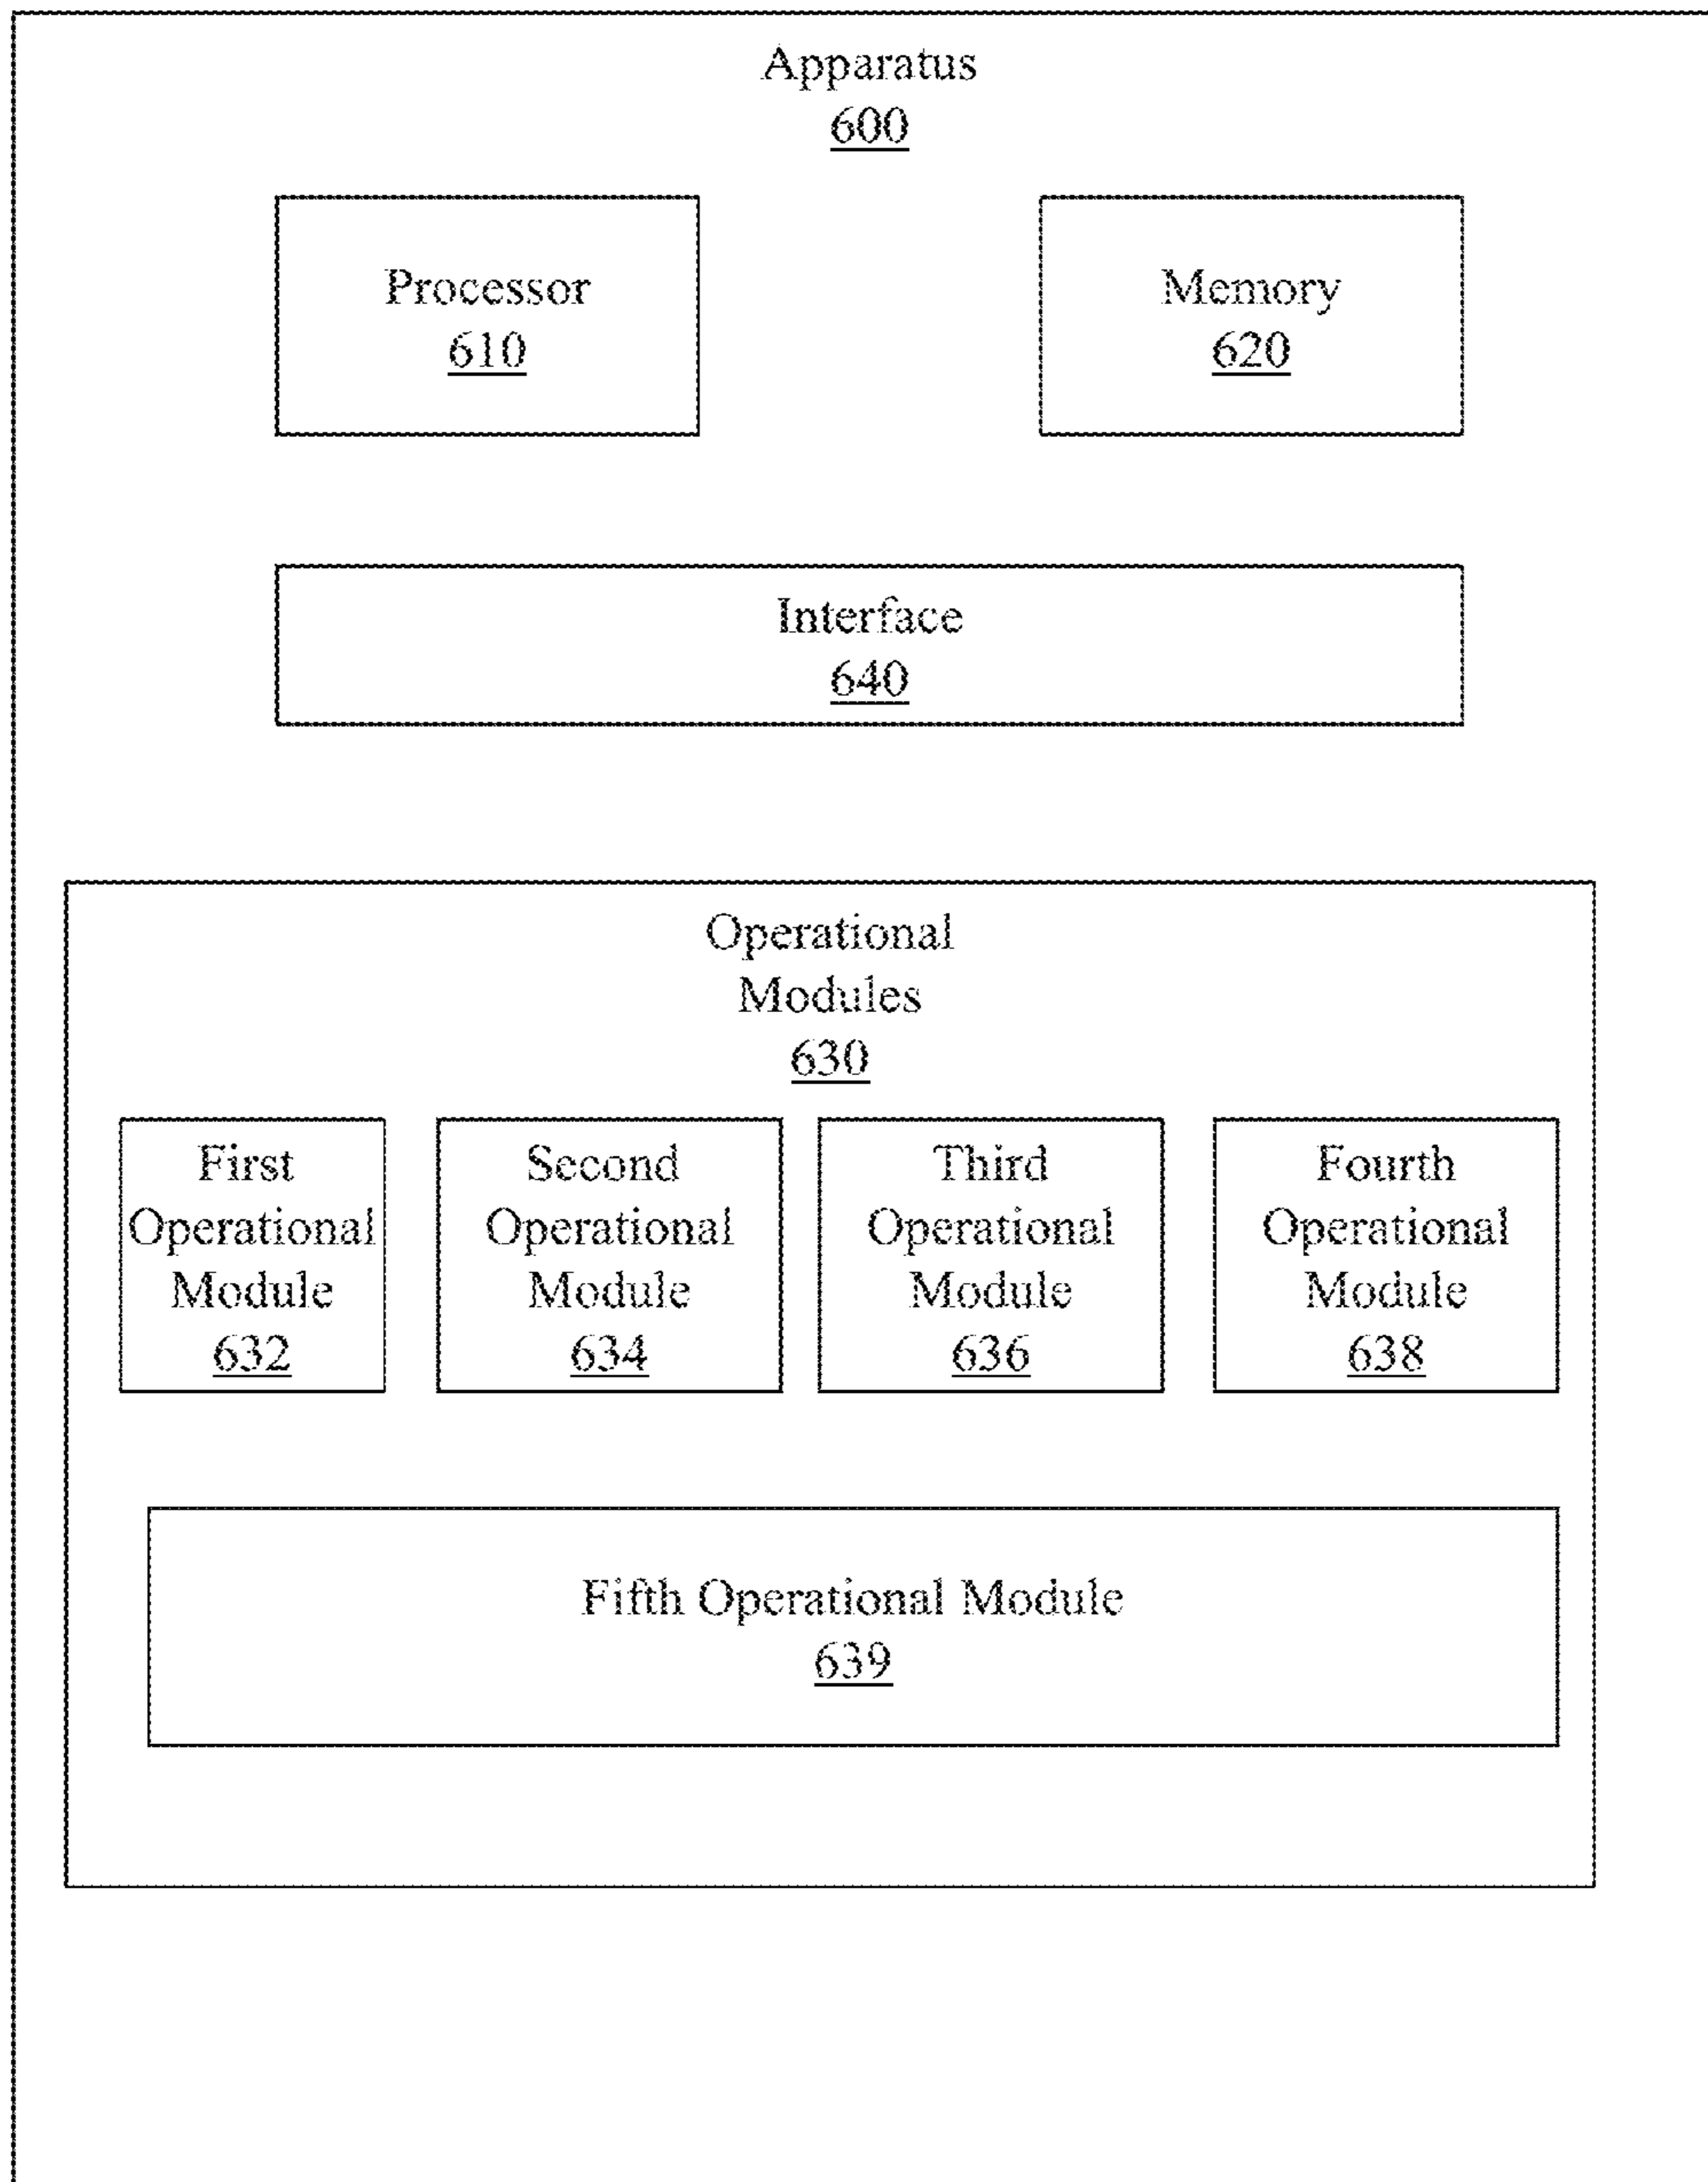 Apparatus
600
Processor
610
Memory
620
Interface
640
Operational
Modules
630
First
Operational
Module
632
Second
Operational
Module
634
Third
Operational
Module
636
Fourth
Operational
Module
638
Fifth Operational Module
639